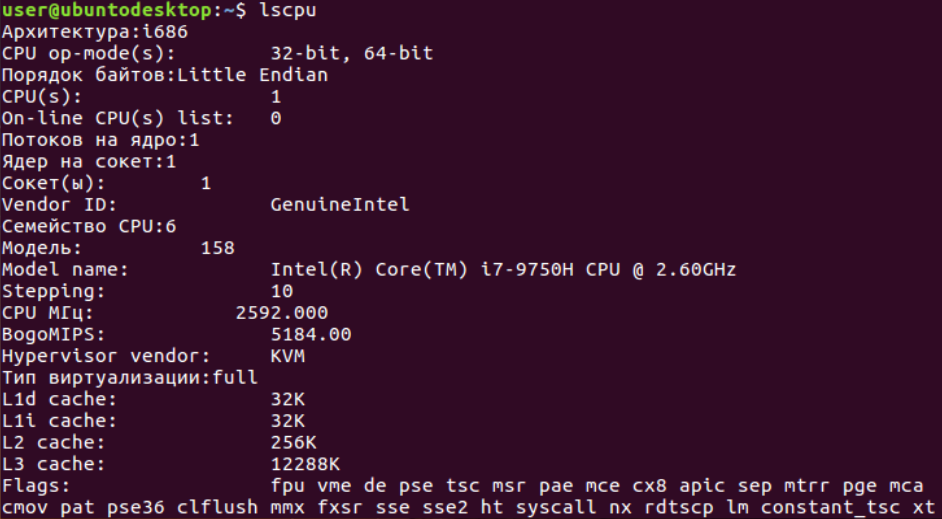 user@ubuntodesktop:~$ lscpu
Архитектура:i686
CPU op-mode(s): 32-bit, 64-bit
Порядок байтов:Little Endian
CPU(s): 1
On-line CPU(s) list: 0
Потоков на ядро:1
Ядер на сокет:1
Сокет(ы): 1
Vendor ID: GenuineIntel
Семейство CPU:6
Модель: 158
Model name: Intel(R) Core(TM) i7-9750H CPU @ 2.60GHz
Stepping: 10
CPU МГц: 2592.000
BogoMIPS: 5184.00
Hypervisor vendor: KVM
Тип виртуализации:full
L1d cache: 32K
L1i cache: 32K
L2 cache: 256K
L3 cache: 12288K
Flags: fpu vme de pse tsc msr pae mce cx8 apic sep mtrr pge mca
cmov pat pse36 clflush mmx fxsr sse sse2 ht syscall nx rdtscp lm constant_tsc xt